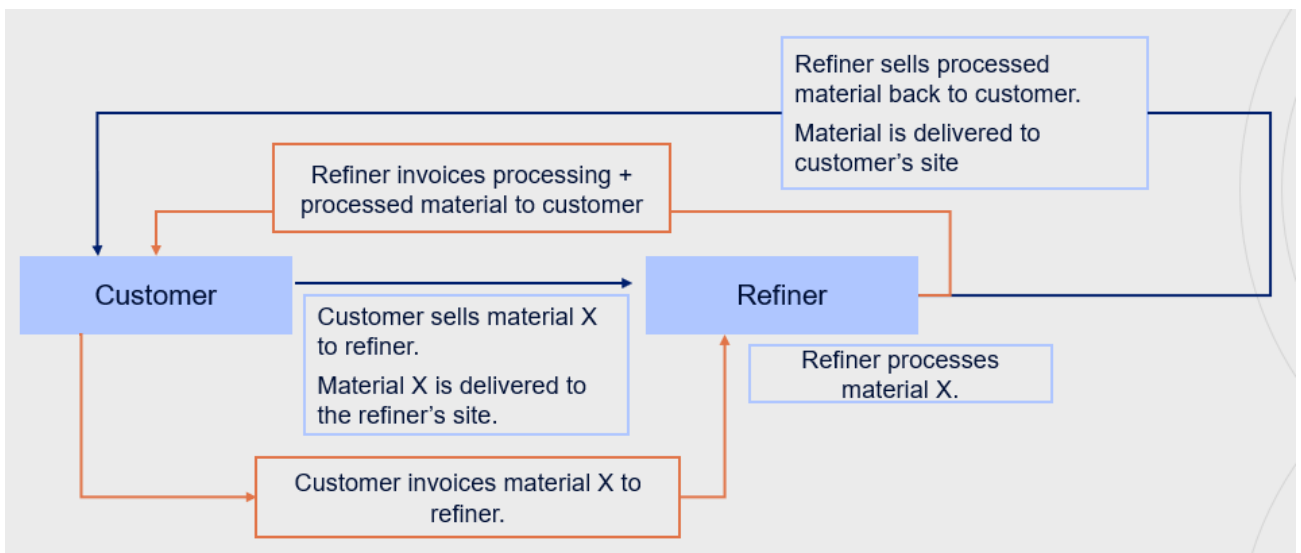 Refiner sells processed
material back to customer.
Material is delivered to
customer's site
Refiner invoices processing +
processed material to customer
Customer
Refiner
Customer sells material X
to refiner.
Material X is delivered to
the refiner's site.
Refiner processes
material X.
Customer invoices material X to
refiner.